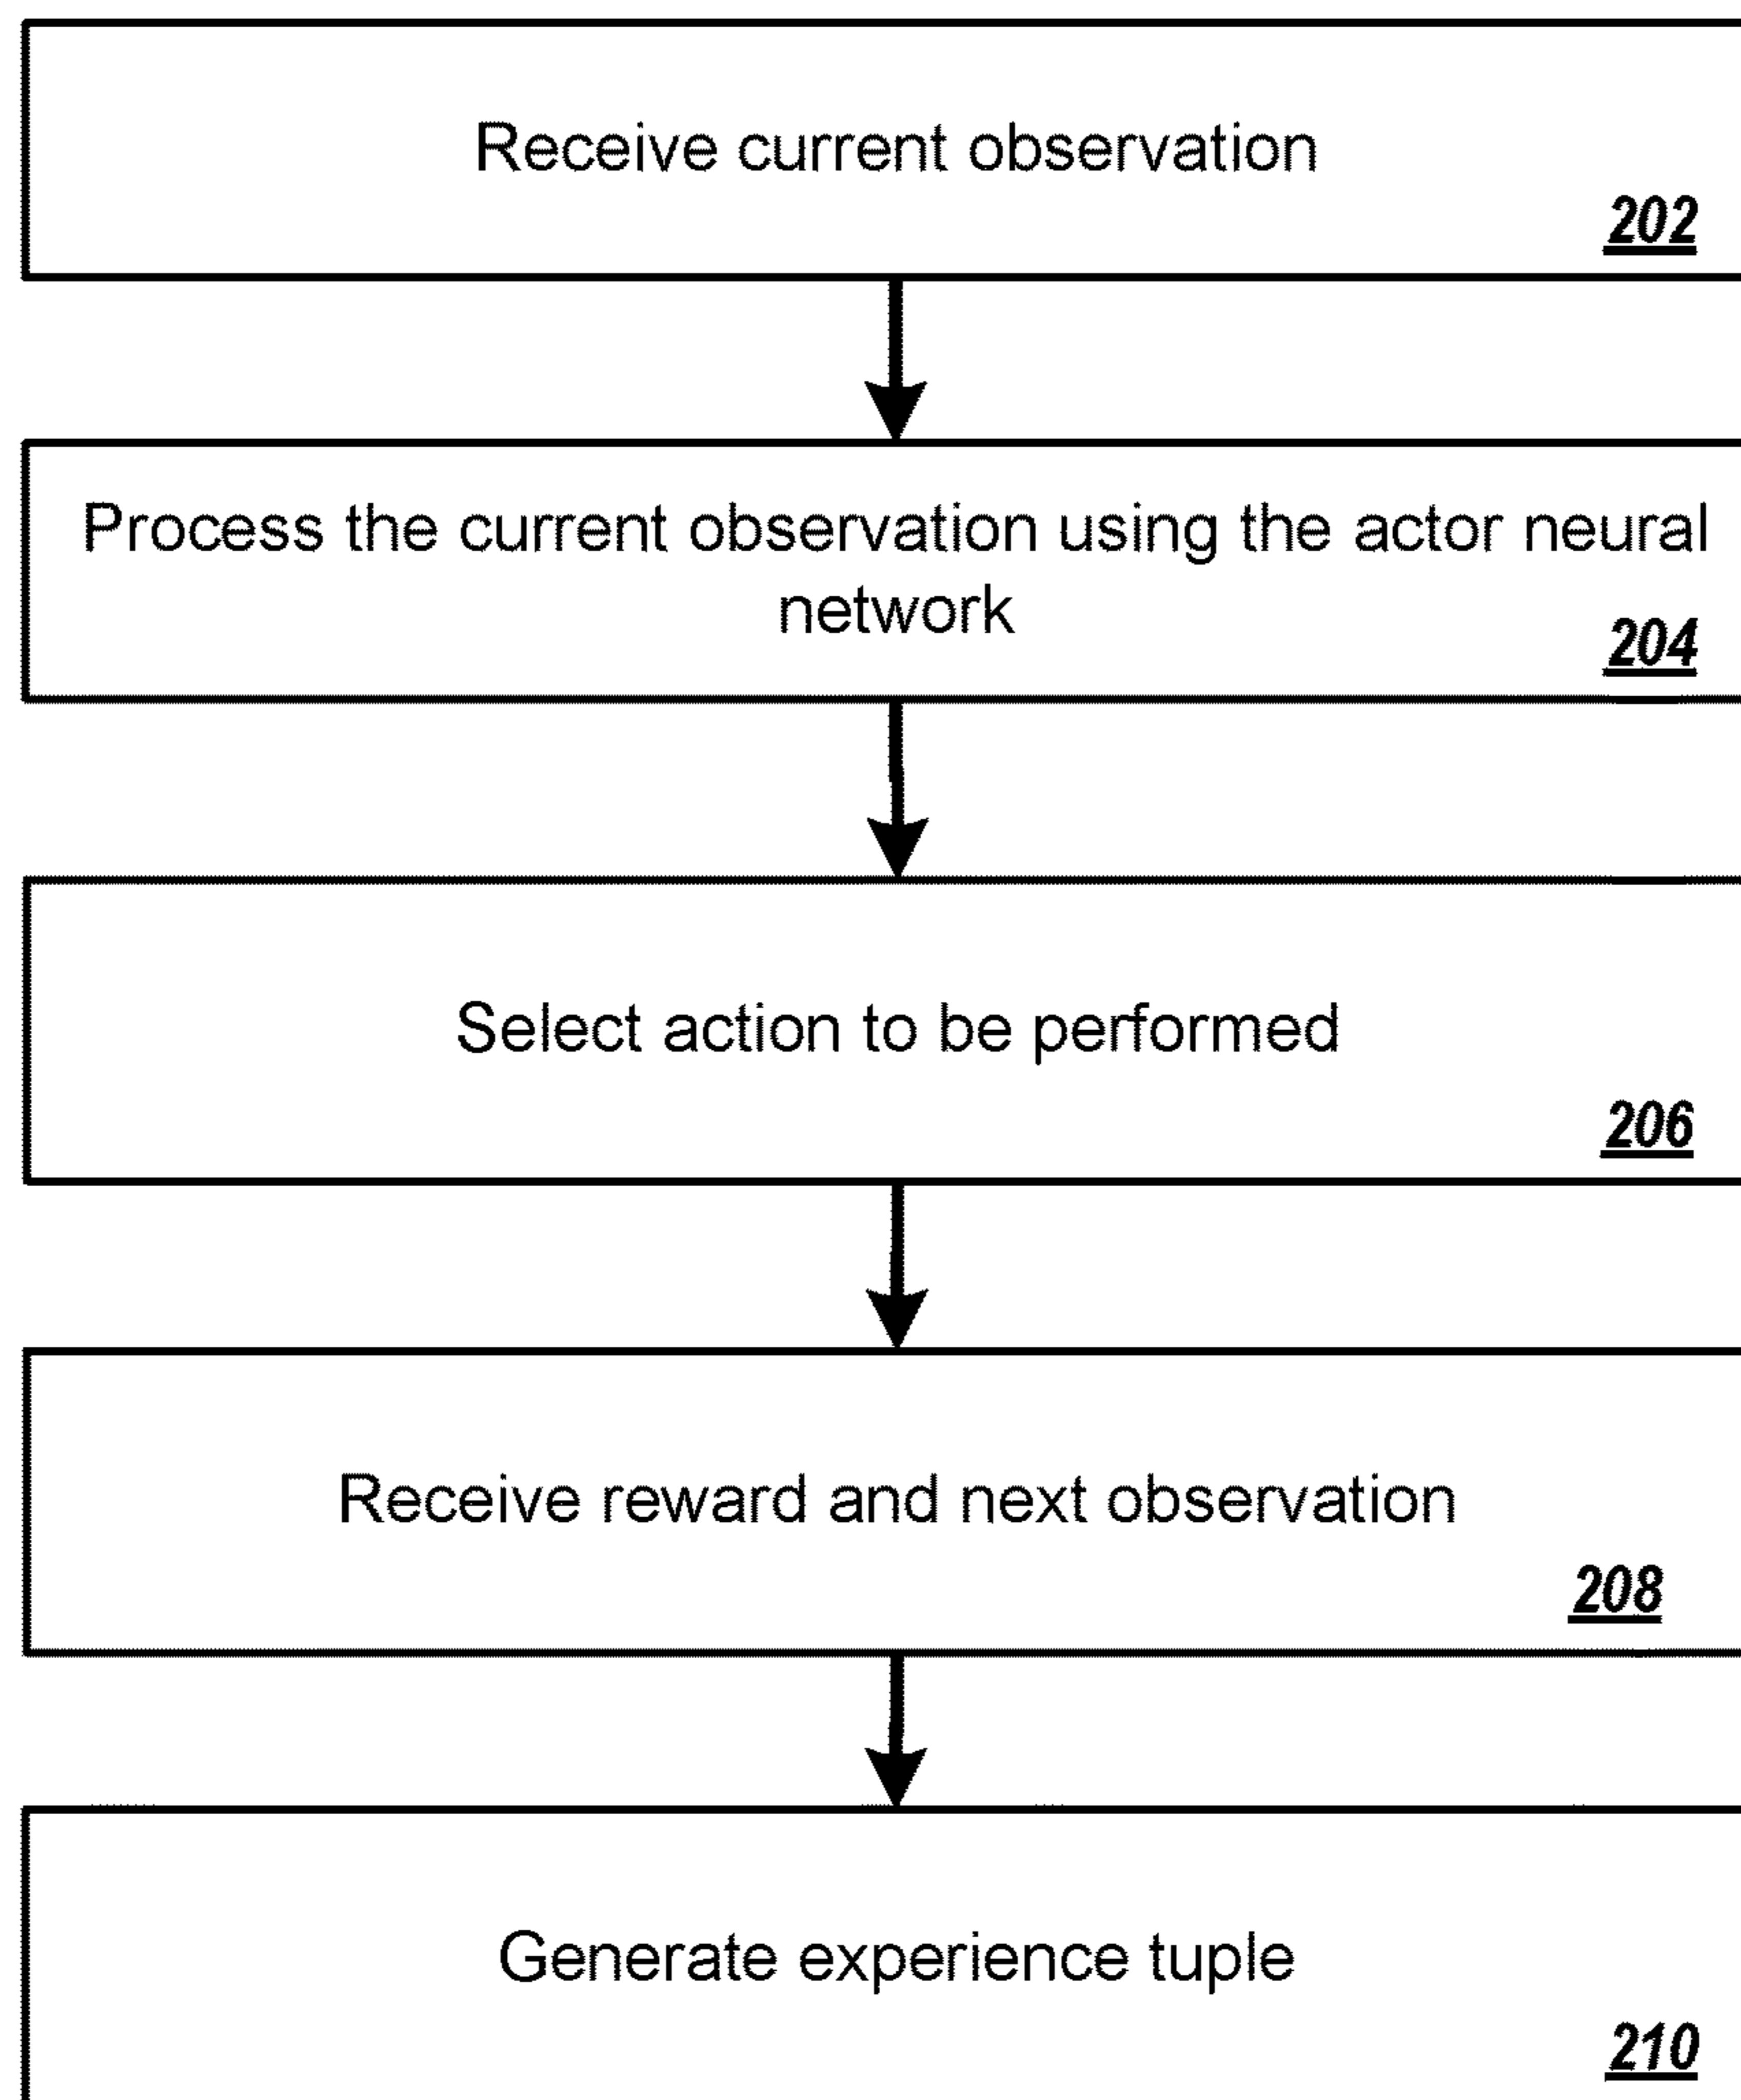 Receive current observation
202
Process the current observation using the actor neural
network
204
Select action to be performed
206
Receive reward and next observation
208
Generate experience tuple
210